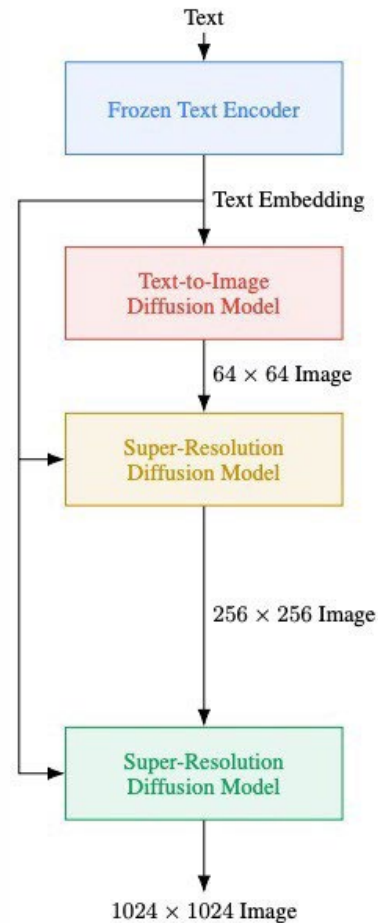 Text
Frozen Text Encoder
Text Embedding
Text-to-Image
Diffusion Model
64 × 64 Image
Super-Resolution
Diffusion Model
256 × 256 Image
Super-Resolution
Diffusion Model
1024 × 1024 Image